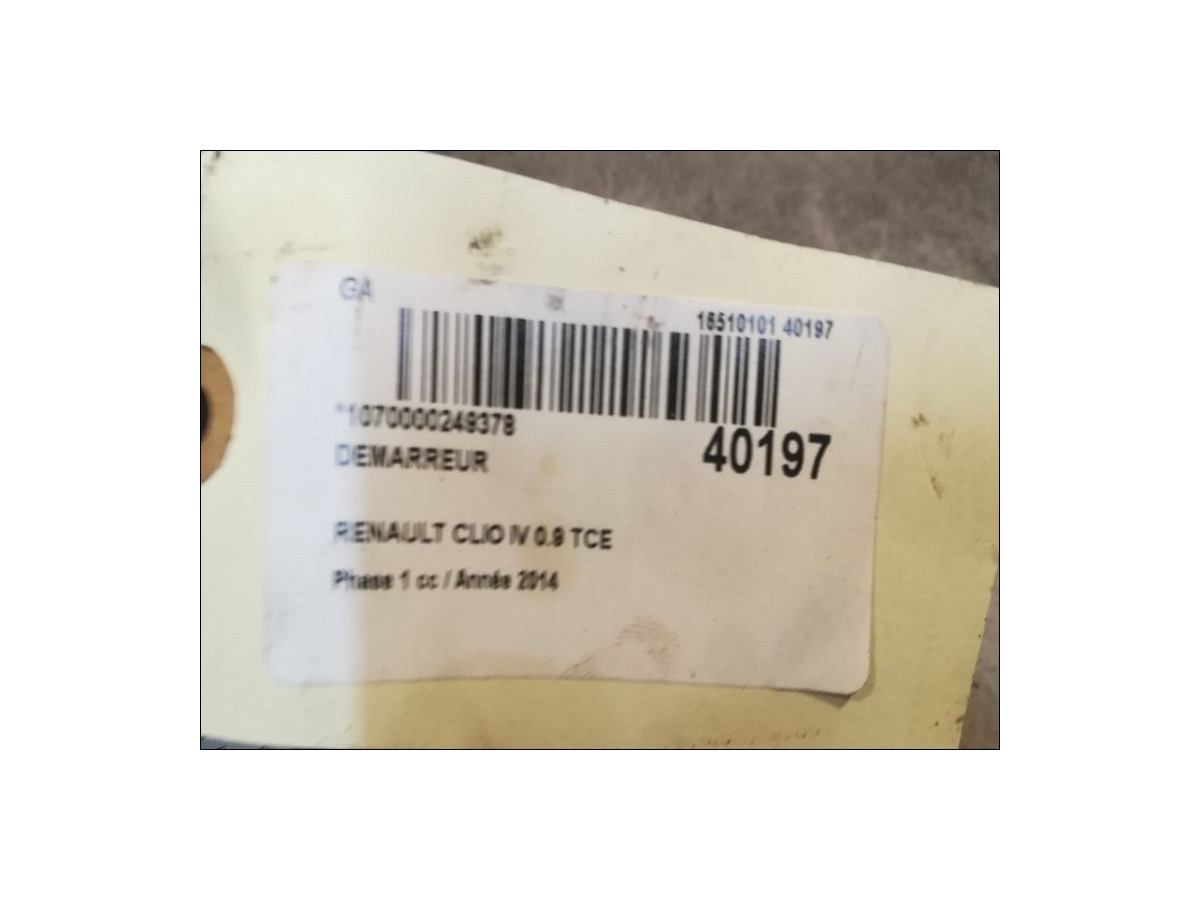 GA
16510101 40197
*1070000249378
40197
DEMARREUR
RENAULT CLIO IV 0.9 TCE
Phase 1 cc / Année 2014